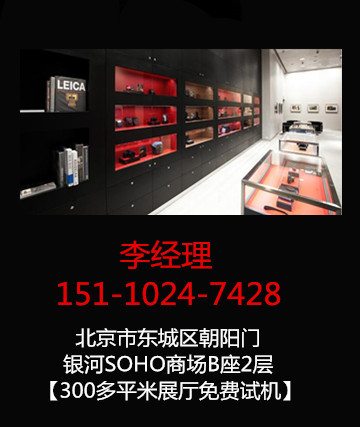 LEICA
李经理
151-1024-7428
北京市东城区朝阳门
银河SOHO商场B座2层
【300多平米展厅免费试机】